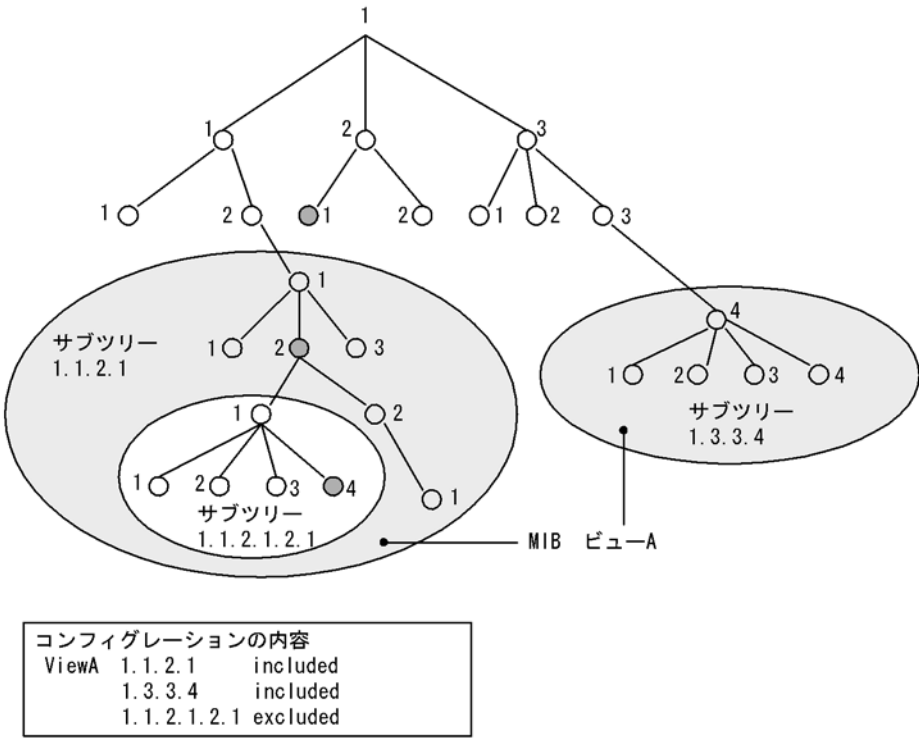 1
1 2 3
1 2 1 2 1 2 3
1 4
サブツリー
1.1.2.1
1 2 3
1 2 3 4
サブツリー
1.3.3.4
1 2
1 2 3 4 1
サブツリー
1.1.2.1.2.1
MIB ビューA
コンフィグレーションの内容
ViewA 1.1.2.1 included
1.3.3.4 included
1.1.2.1.2.1 excluded